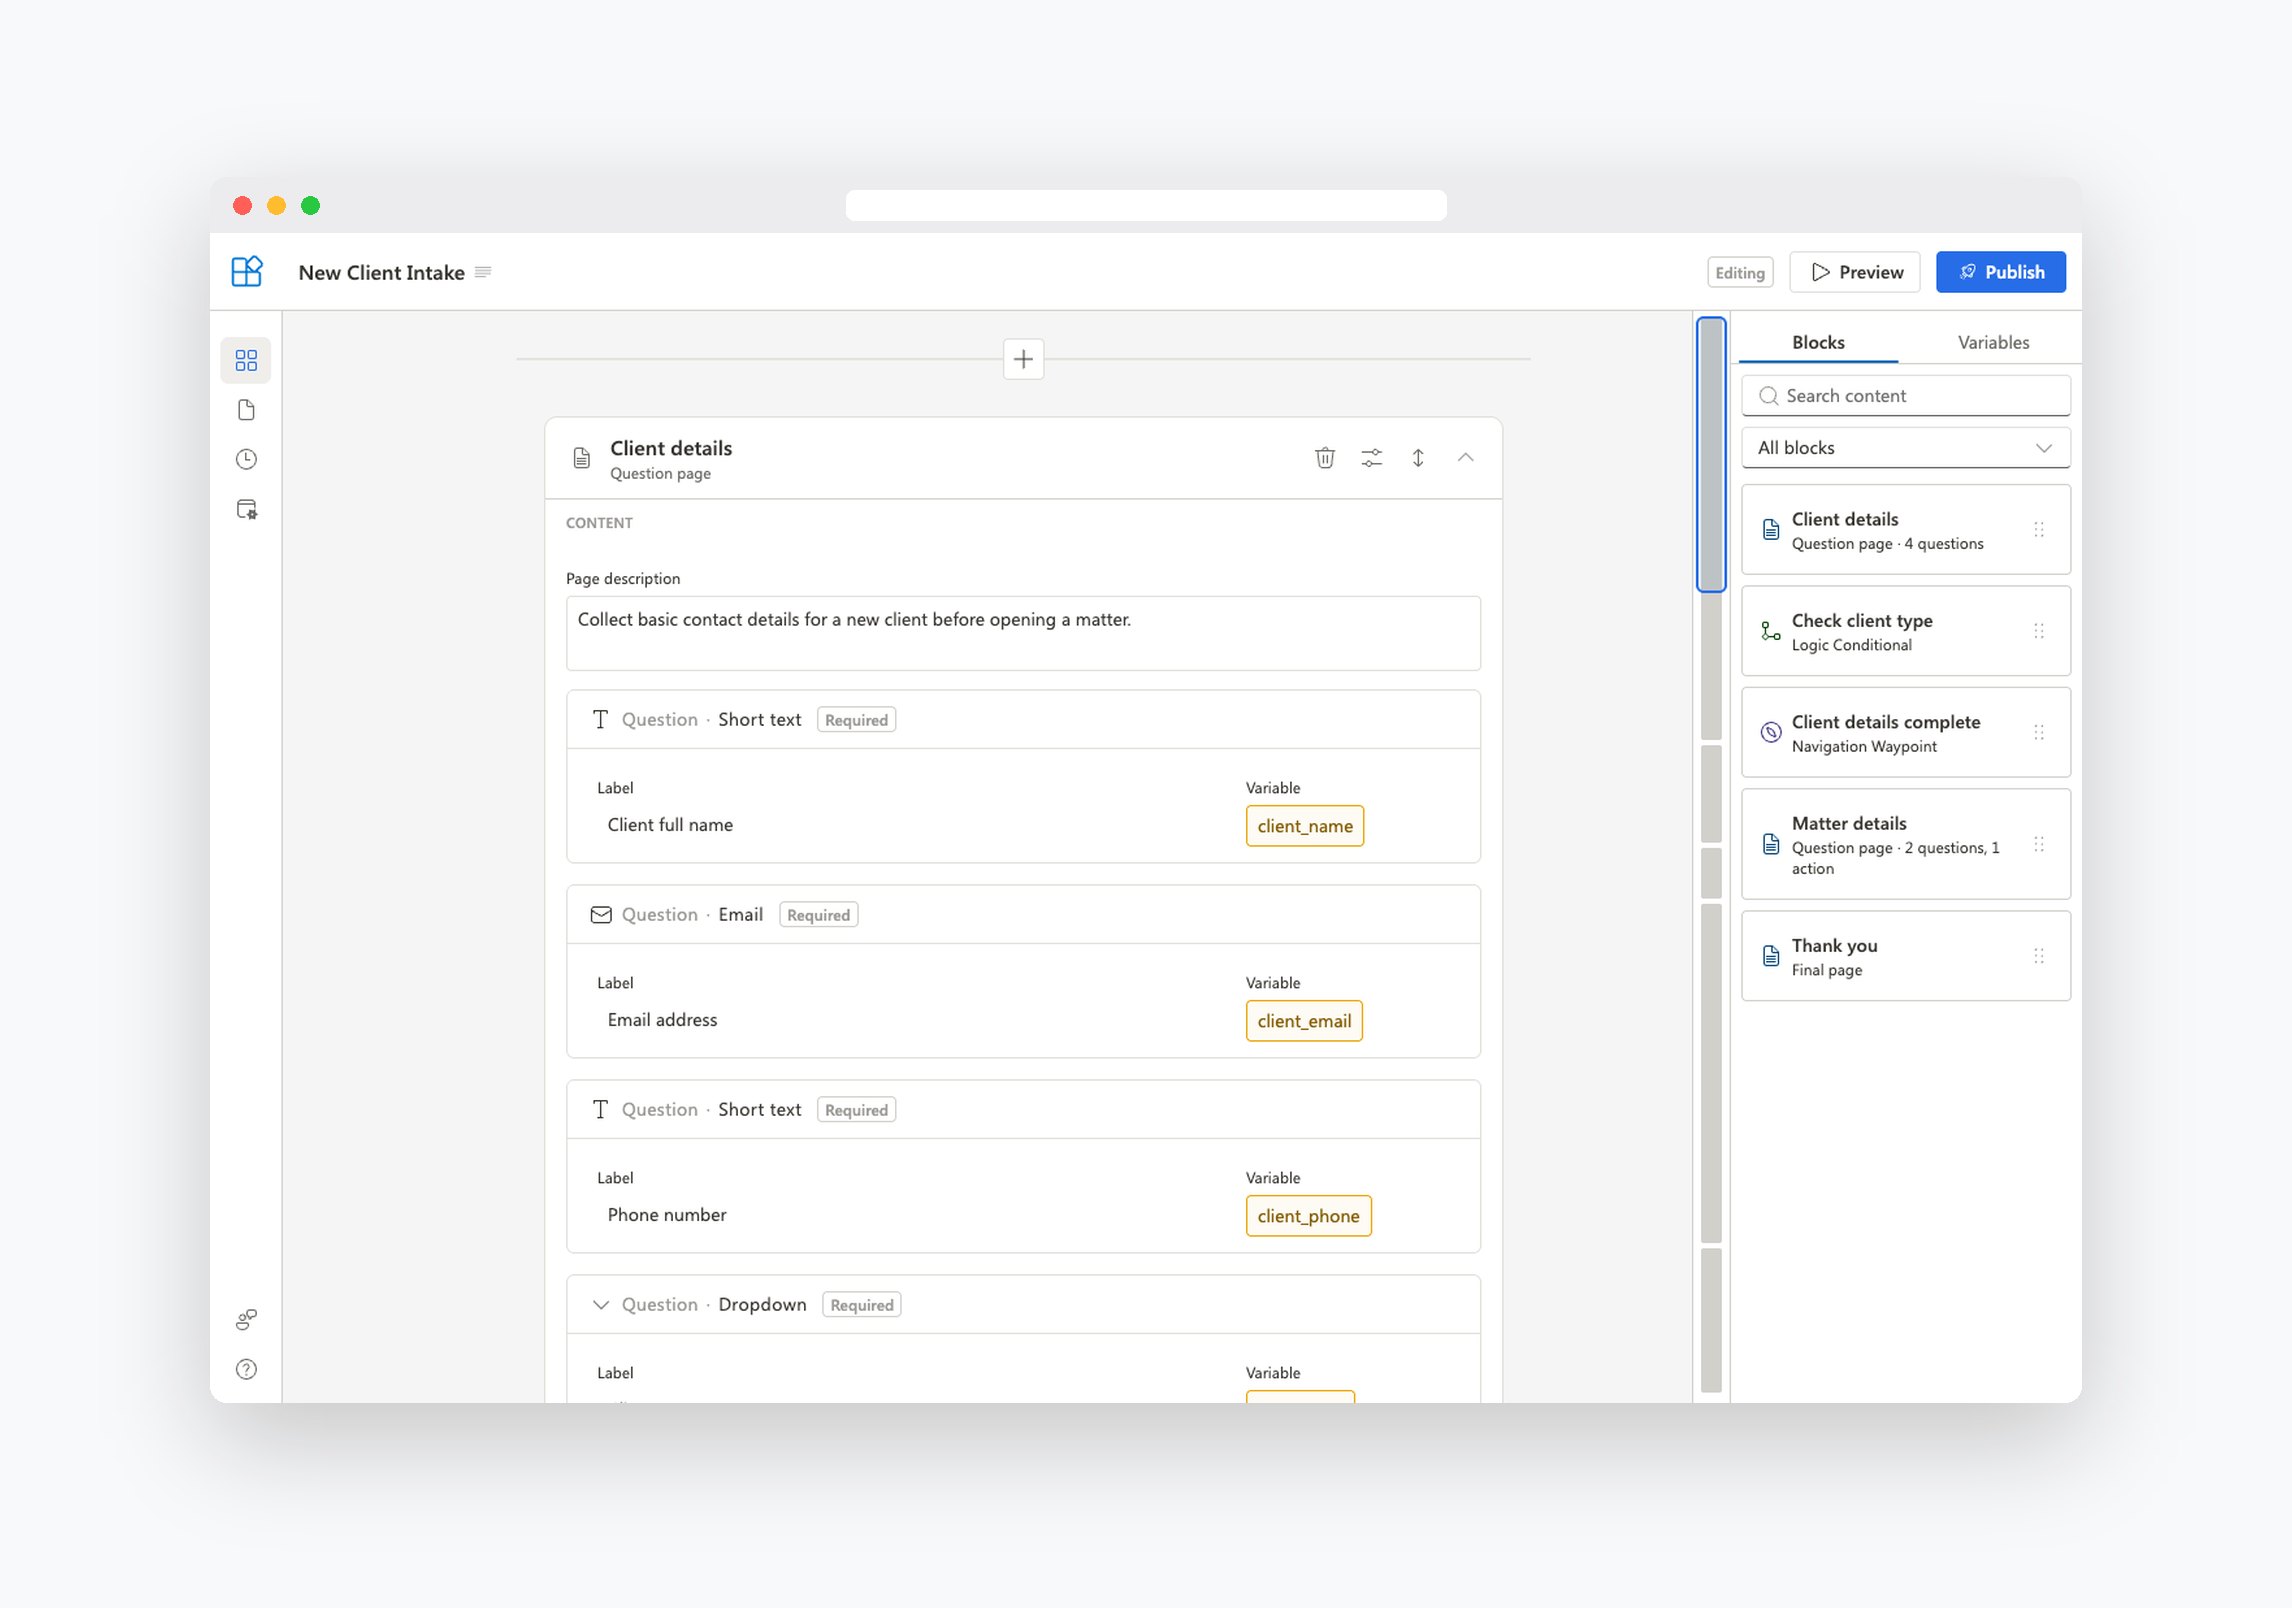 New Client Intake
Editing
Preview
Publish
Client details
Question page
CONTENT
Page description
Collect basic contact details for a new client before opening a matter.
Question · Short text Required
Label
Variable
Client full name
client_name
Question · Email Required
Label
Variable
Email address
client_email
Question · Short text Required
Label
Variable
Phone number
client_phone
Question · Dropdown Required
Label
Variable
Blocks
Variables
Search content
All blocks
Client details
Question page · 4 questions
Check client type
Logic Conditional
Client details complete
Navigation Waypoint
Matter details
Question page · 2 questions, 1
action
Thank you
Final page